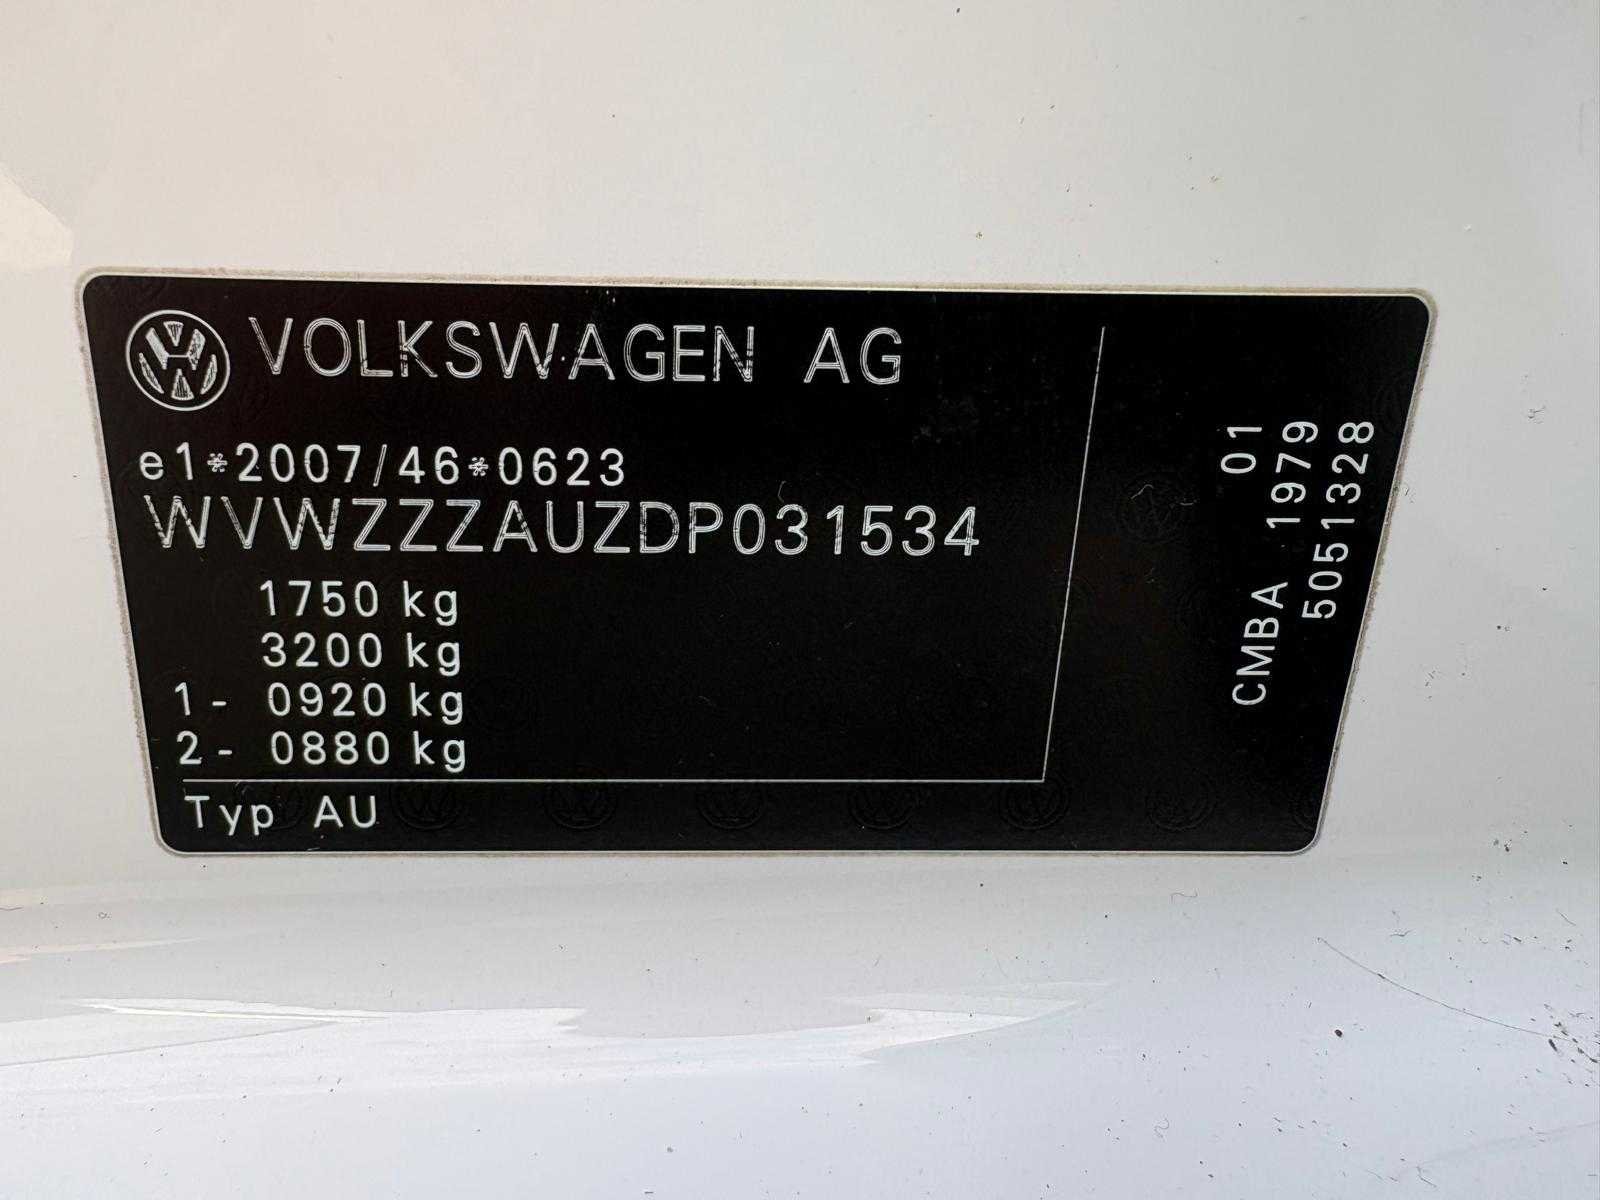 VOLKSWAGEN AG
e1*2007/46*0623
WVWZZZAUZDP031534
1750 kg
3200 kg
1- 0920 kg
2- 0880 kg
Typ AU
CMBA 01
1979
5051328